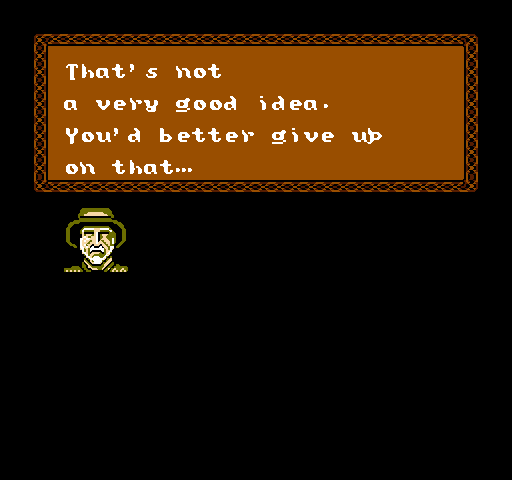 That's not
a very good idea.
You'd better give up
on that…